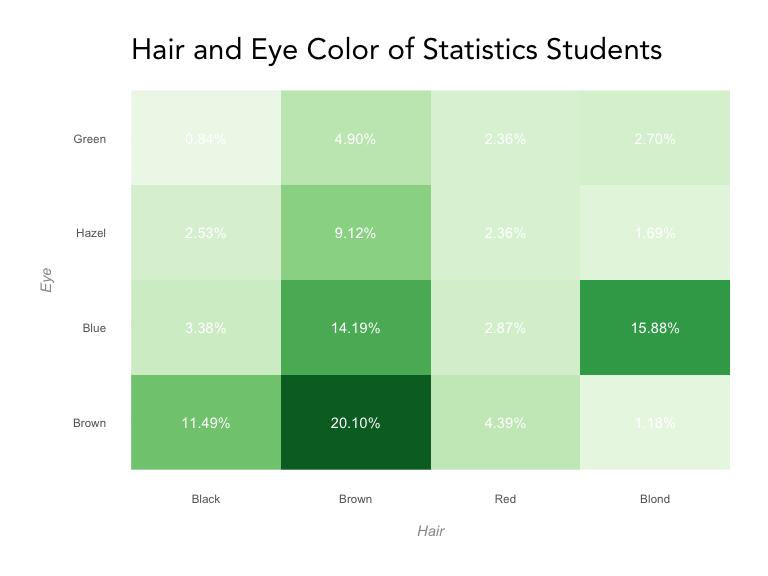 Hair and Eye Color of Statistics Students
Green 0.84% 4.90% 2.36% 2.70%
Hazel 2.53% 9.12% 2.36% 1.69%
Eye
Blue 3.38% 14.19% 2.87% 15.88%
Brown 11.49% 20.10% 4.39% 1.18%
Black Brown Red Blond
Hair